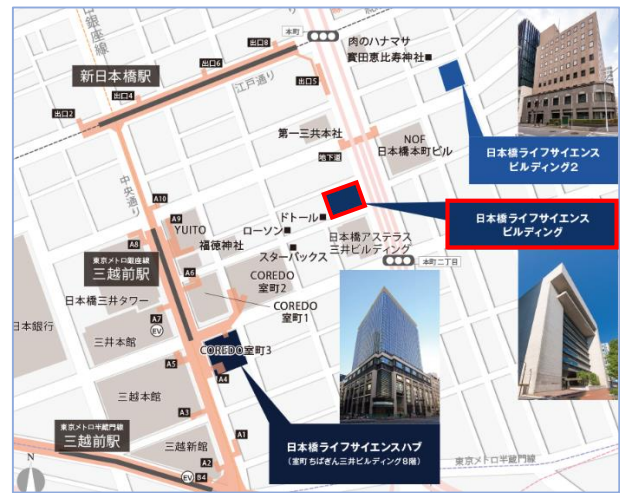 中央銀座線
本町
出口8
肉のハナマサ
寳田恵比寿神社
出口6
新日本橋駅
江戸通り
出口5
出口4
出口2
第一三共本社
NOF
日本橋本町ビル
地下道
日本橋ライフサイエンス
ビルディング2
中央通り
A10
A9
YUITO
ドトール
ローソン
福徳神社
スターバックス
日本橋アステラス
三井ビルディング
日本橋ライフサイエンス
ビルディング
本町二丁目
A8
東京メトロ銀座線
三越前駅
A6
COREDO
室町2
日本橋三井タワー
COREDO
室町1
A7
EV
日本銀行
三井本館
COREDO室町3
A5
A4
三越本館
A3
東京メトロ半蔵門線
三越前駅
三越新館
A1
A2
EV
B4
N
日本橋ライフサイエンスハブ
(室町ちばぎん三井ビルディング8階)
東京メトロ半蔵門線